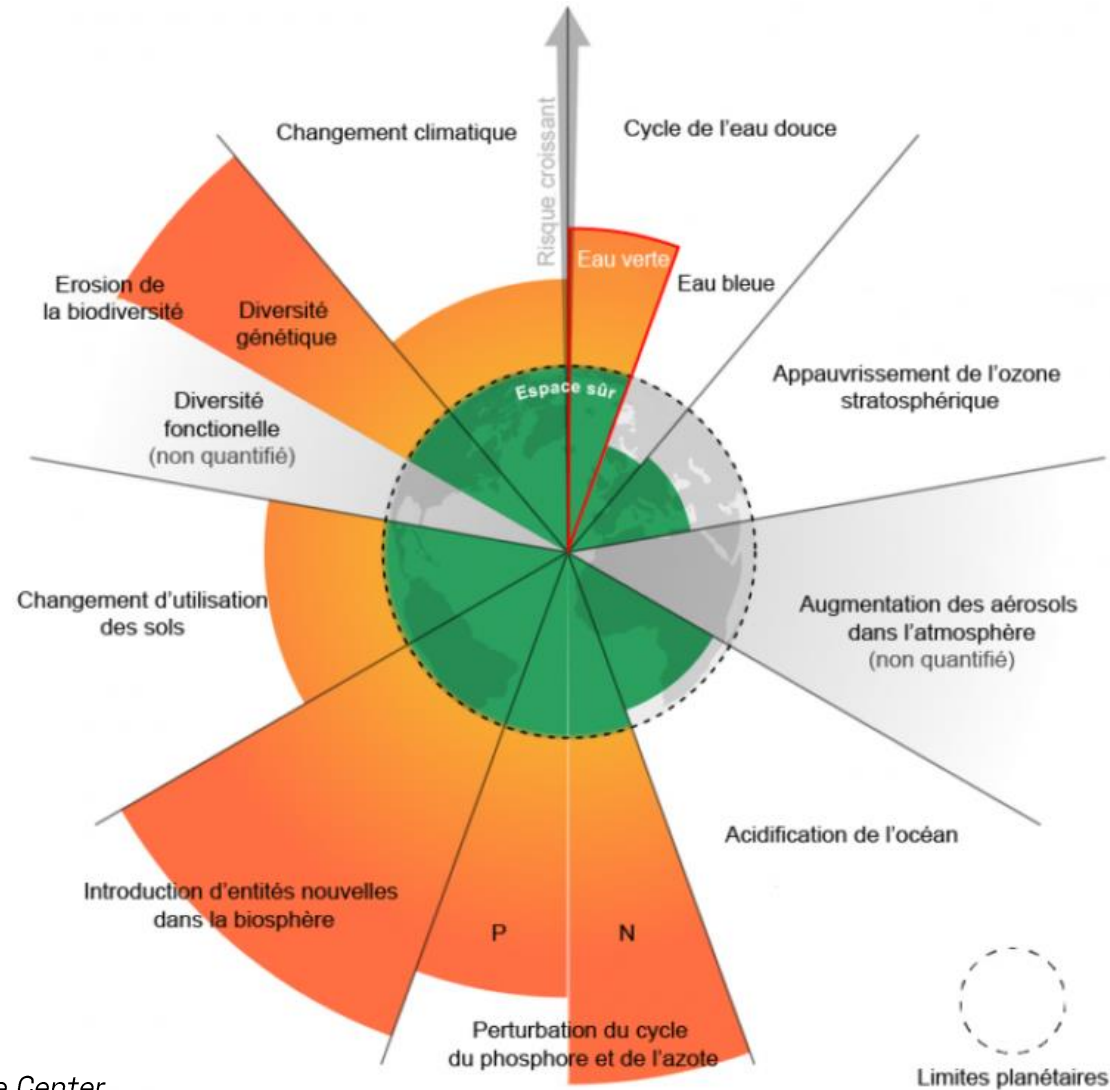 Changement climatique
Risque croissant
Cycle de l'eau douce
Eau verte
Eau bleue
Erosion de
la biodiversité
Diversité
génétique
Espace sûr
Appauvrissement de l'ozone
stratosphérique
Diversité
fonctionelle
(non quantifié)
Changement d'utilisation
des sols
Augmentation des aérosols
dans l'atmosphère
(non quantifié)
Acidification de l'océan
Introduction d'entités nouvelles
dans la biosphère
P
N
Perturbation du cycle
du phosphore et de l'azote
Limites planétaires
Center